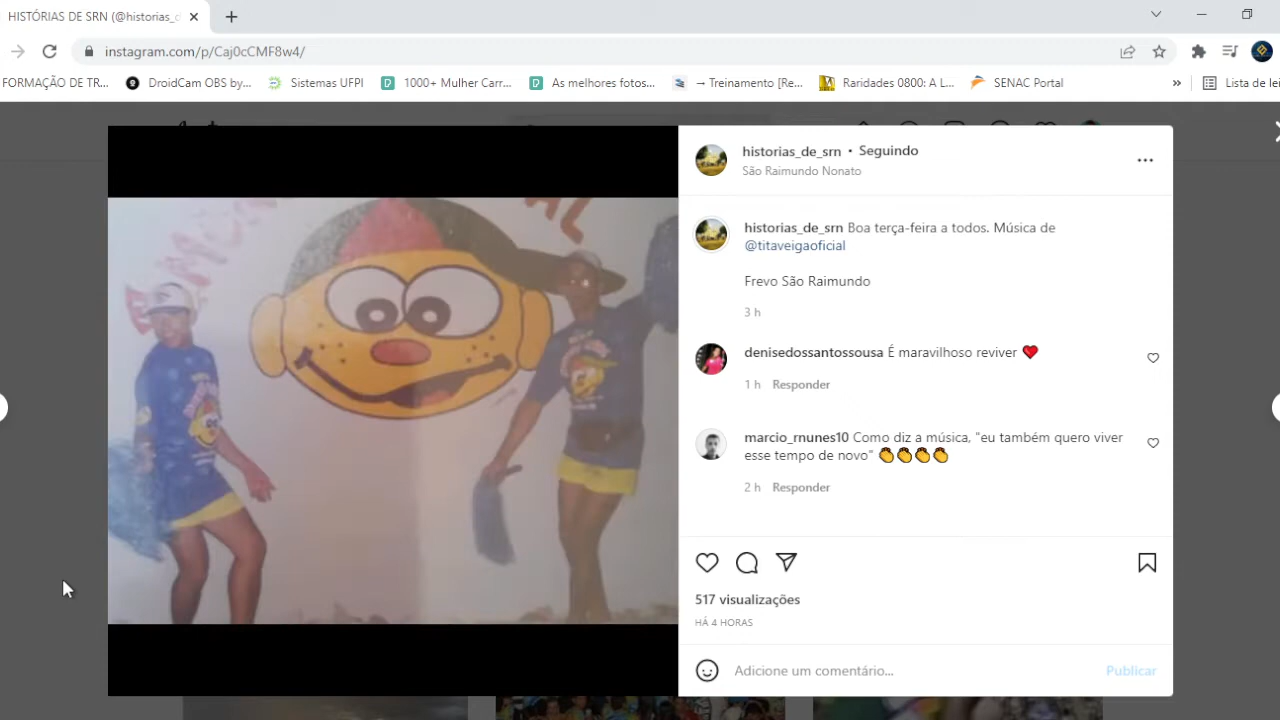 HISTÓRIAS DE SRN (@historias_d
instagram.com/p/Caj0cCMF8w4/
FORMAÇÃO DE TR...
DroidCam OBS by...
Sistemas UFPI
1000+ Mulher Carr...
As melhores fotos...
→ Treinamento [Re...
Raridades 0800: A L...
SENAC Portal
»
Lista de lei
historias_de_srn • Seguindo
São Raimundo Nonato
historias_de_srn Boa terça-feira a todos. Música de
@titaveigaoficial
Frevo São Raimundo
3 h
denisedossantossousa É maravilhoso reviver ❤️
1 h Responder
marcio_rnunes10 Como diz a música, "eu também quero viver
esse tempo de novo" 👏👏👏👏
2 h Responder
517 visualizações
HÁ 4 HORAS
Adicione um comentário...
Publicar